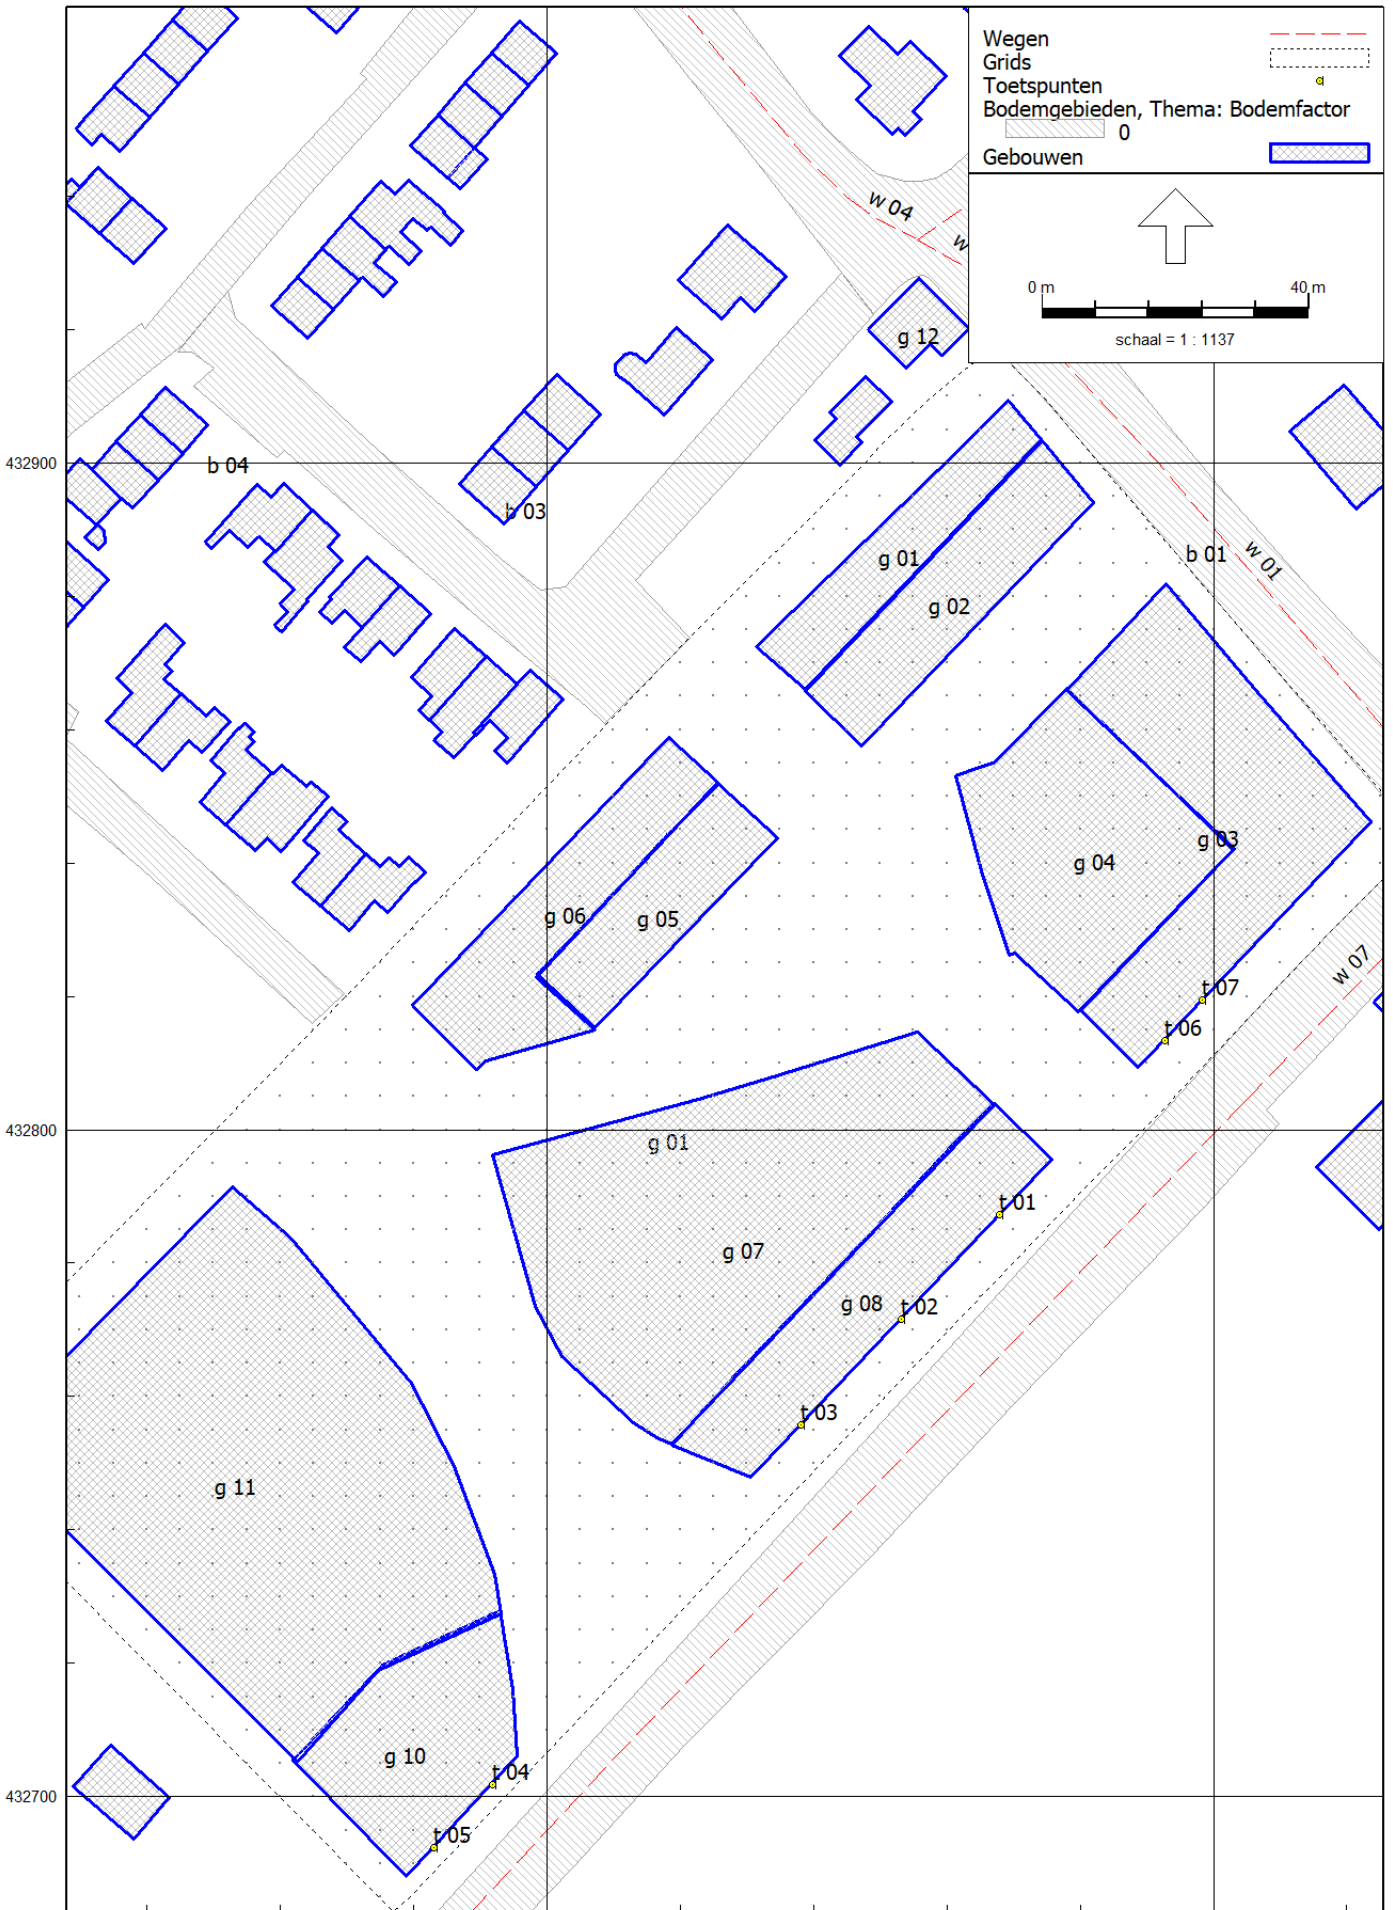 Wegen
Grids
Toetspunten
Bodemgebieden, Thema: Bodemfactor
0
Gebouwen
0 m 40 m
schaal = 1 : 1137
w 04
w
g 12
432900
b 04
b 03
g 01
b 01
w 01
g 02
g 03
g 04
g 06
g 05
w 07
t 07
t 06
432800
g 01
t 01
g 07
g 08
t 02
t 03
g 11
g 10
t 04
432700
t 05